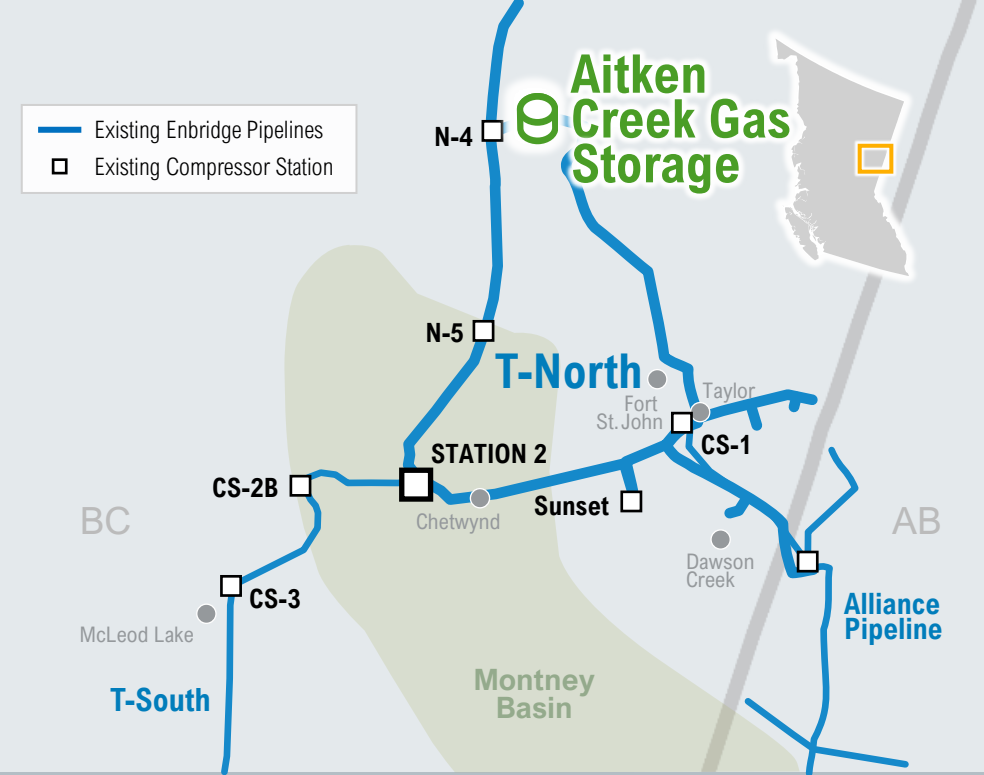 Aitken
Creek Gas
Storage
Existing Enbridge Pipelines
Existing Compressor Station
N-4
N-5
T-North
Fort
St. John
Taylor
CS-1
STATION 2
CS-2B
Chetwynd
Sunset
BC
AB
Dawson
Creek
CS-3
McLeod Lake
Alliance
Pipeline
T-South
Montney
Basin